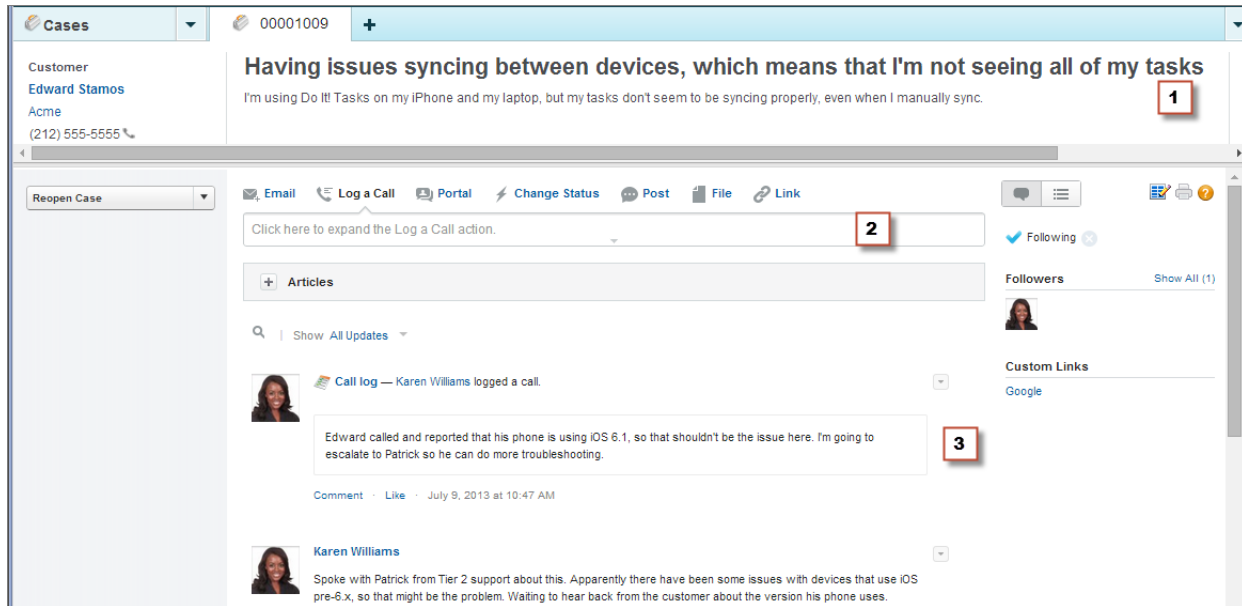 Cases
00001009
Customer
Edward Stamos
Acme
(212) 555-5555
Having issues syncing between devices, which means that I'm not seeing all of my tasks
I'm using Do It! Tasks on my iPhone and my laptop, but my tasks don't seem to be syncing properly, even when I manually sync.
1
Reopen Case
Email
Log a Call
Portal
Change Status
Post
File
Link
Click here to expand the Log a Call action.
2
Articles
Show All Updates
Call log — Karen Williams logged a call.
Edward called and reported that his phone is using iOS 6.1, so that shouldn't be the issue here. I'm going to
escalate to Patrick so he can do more troubleshooting.
3
Comment · Like · July 9, 2013 at 10:47 AM
Karen Williams
Spoke with Patrick from Tier 2 support about this. Apparently there have been some issues with devices that use iOS
pre-6.x, so that might be the problem. Waiting to hear back from the customer about the version his phone uses.
Following
Followers
Show All (1)
Custom Links
Google